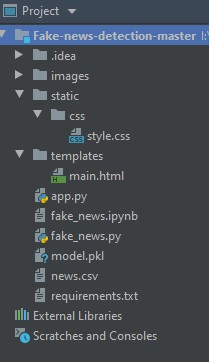 Project
Fake-news-detection-master
.idea
images
static
css
style.css
templates
main.html
app.py
fake_news.ipynb
fake_news.py
model.pkl
news.csv
requirements.txt
External Libraries
Scratches and Consoles